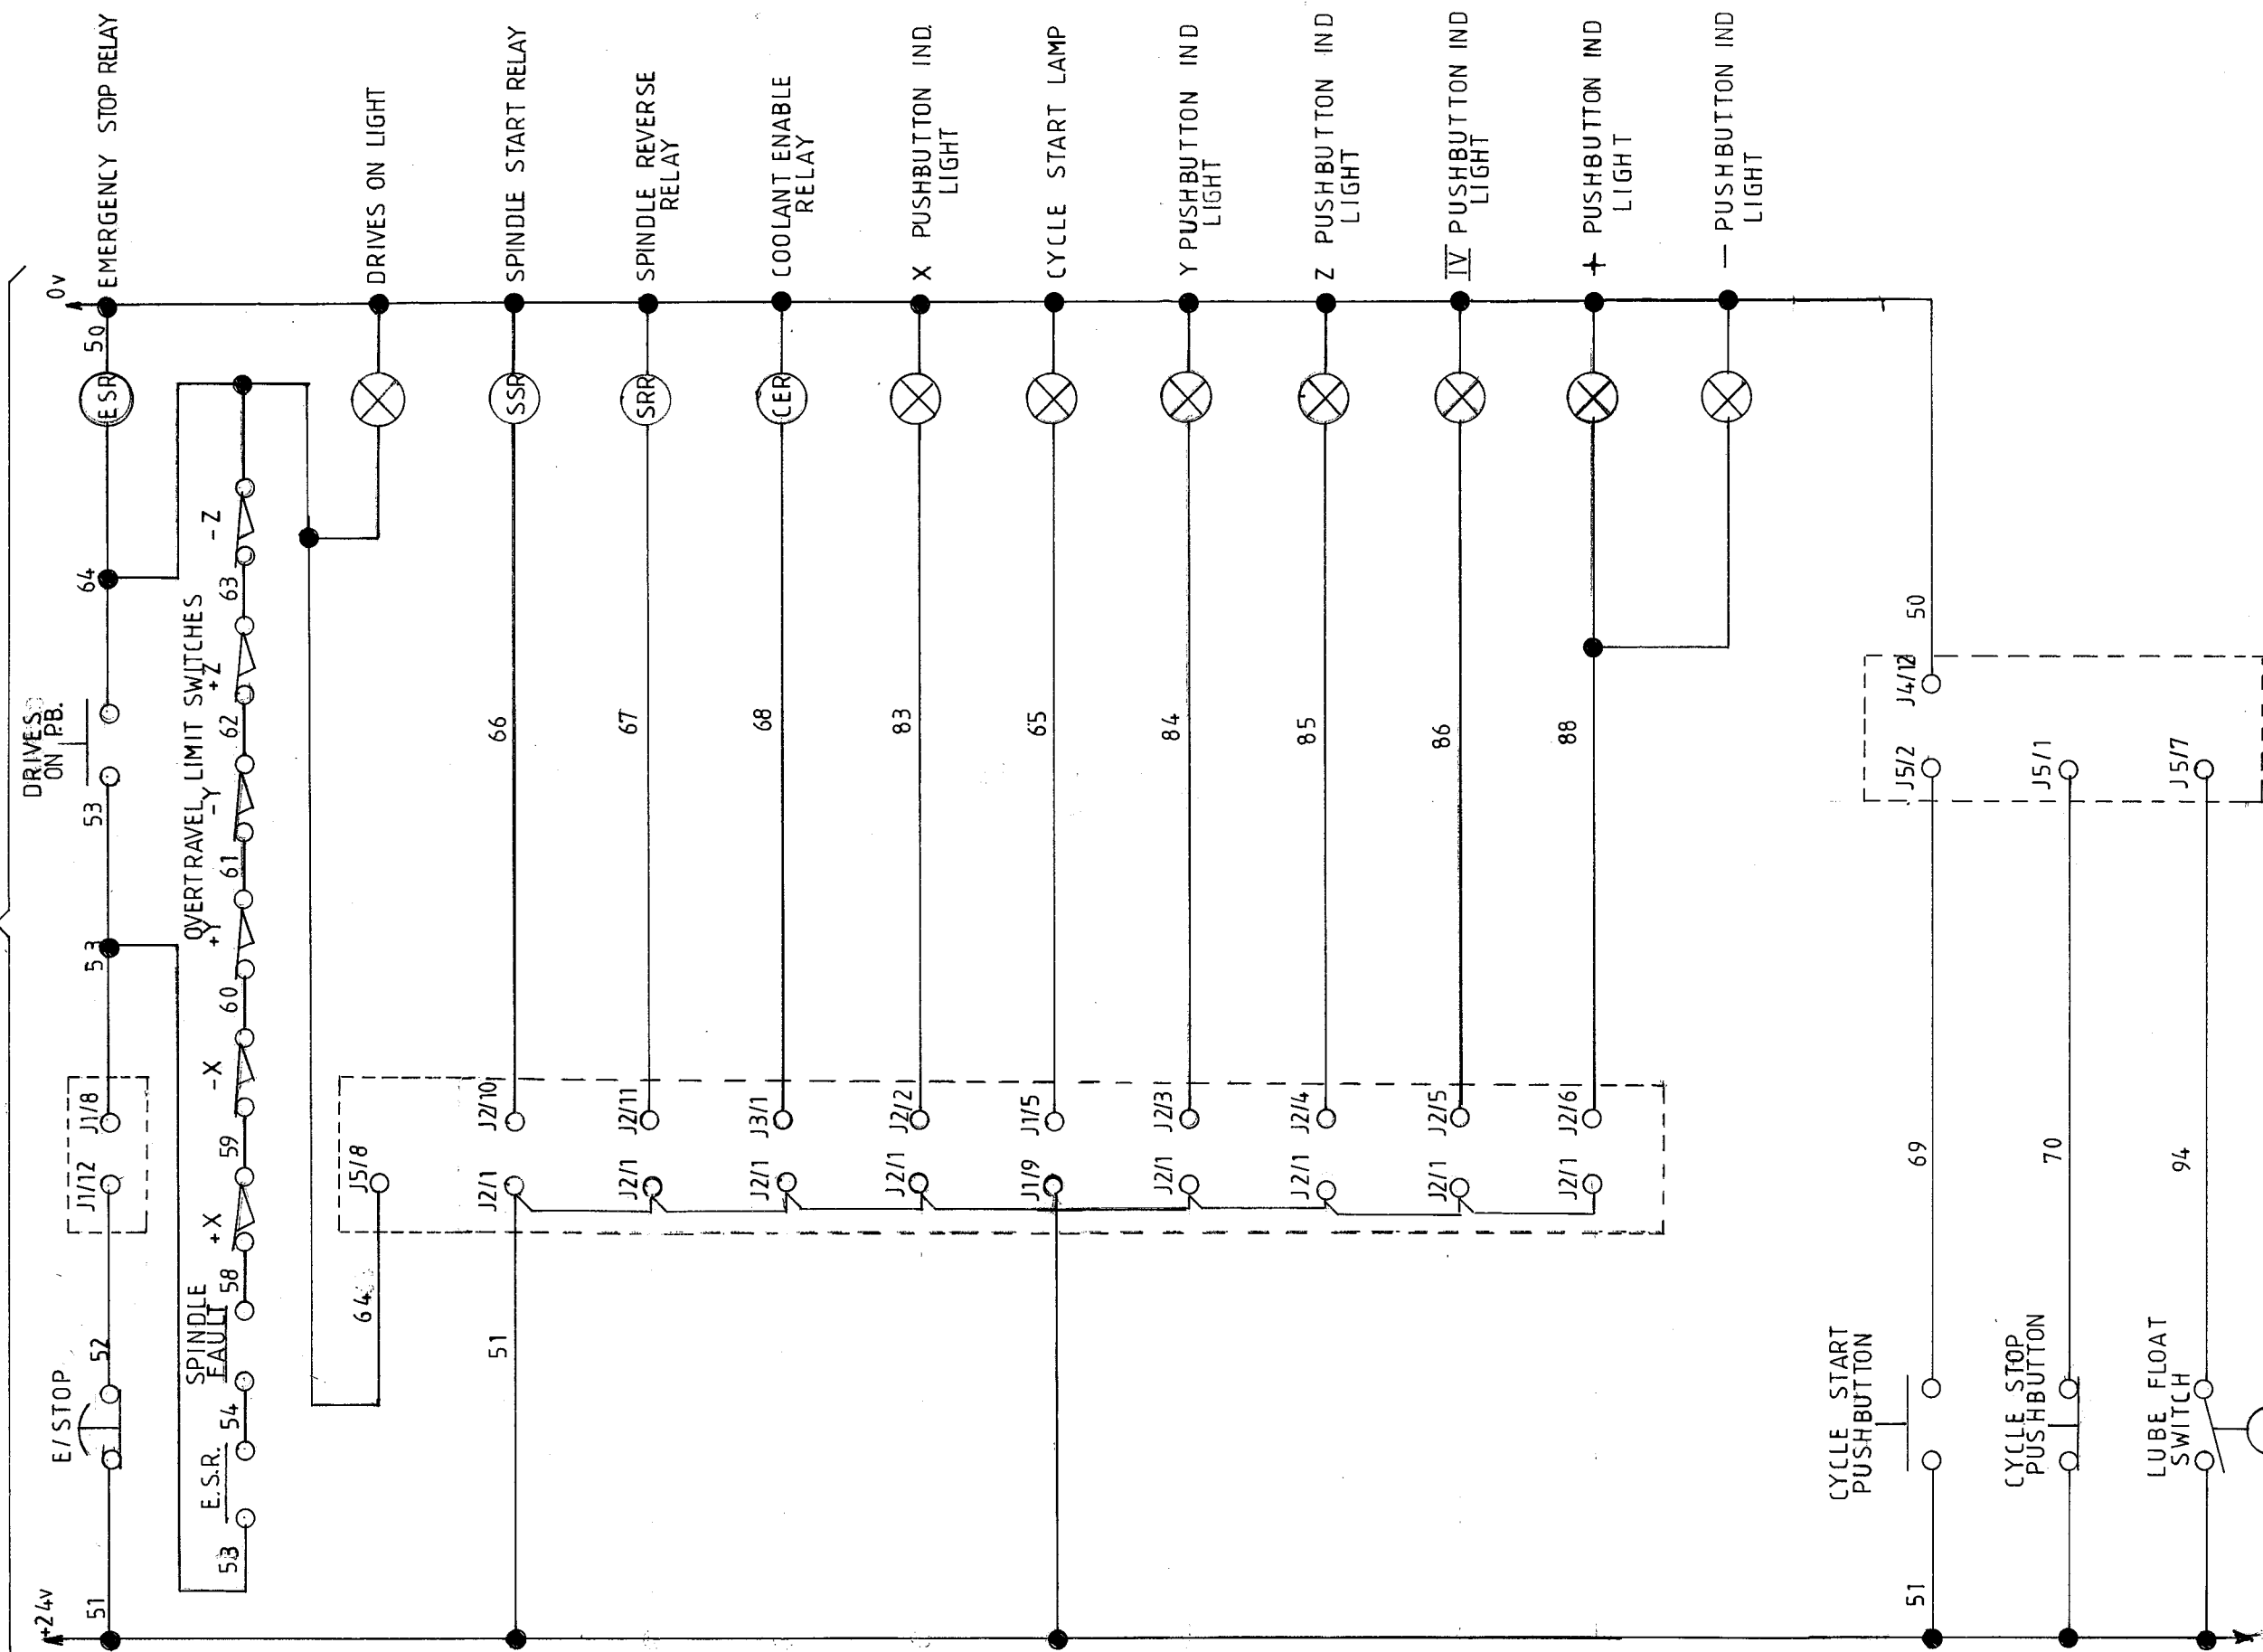 +24v
0v
51
E/STOP
52
J1/12
J1/8
53
53
DRIVES
ON P.B.
64
ESR
50
EMERGENCY STOP RELAY
53
E.S.R.
54
SPINDLE
FAULT
58
OVERTRAVEL LIMIT SWITCHES
+X
59
-X
60
+Y
61
-Y
62
+Z
63
-Z
64
J5/8
DRIVES ON LIGHT
51
J2/1
J2/10
66
SSR
SPINDLE START RELAY
J2/1
J2/11
67
SRR
SPINDLE REVERSE
RELAY
J2/1
J3/1
68
CER
COOLANT ENABLE
RELAY
J2/1
J2/2
83
X PUSHBUTTON IND.
LIGHT
J1/9
J1/5
65
CYCLE START LAMP
J2/1
J2/3
84
Y PUSHBUTTON IND
LIGHT
J2/1
J2/4
85
Z PUSHBUTTON IND
LIGHT
J2/1
J2/5
86
IV PUSHBUTTON IND
LIGHT
J2/1
J2/6
88
+ PUSHBUTTON IND
LIGHT
— PUSHBUTTON IND
LIGHT
51
CYCLE START
PUSHBUTTON
69
J5/2
J4/12
50
CYCLE STOP
PUSHBUTTON
70
J5/1
LUBE FLOAT
SWITCH
94
J5/7